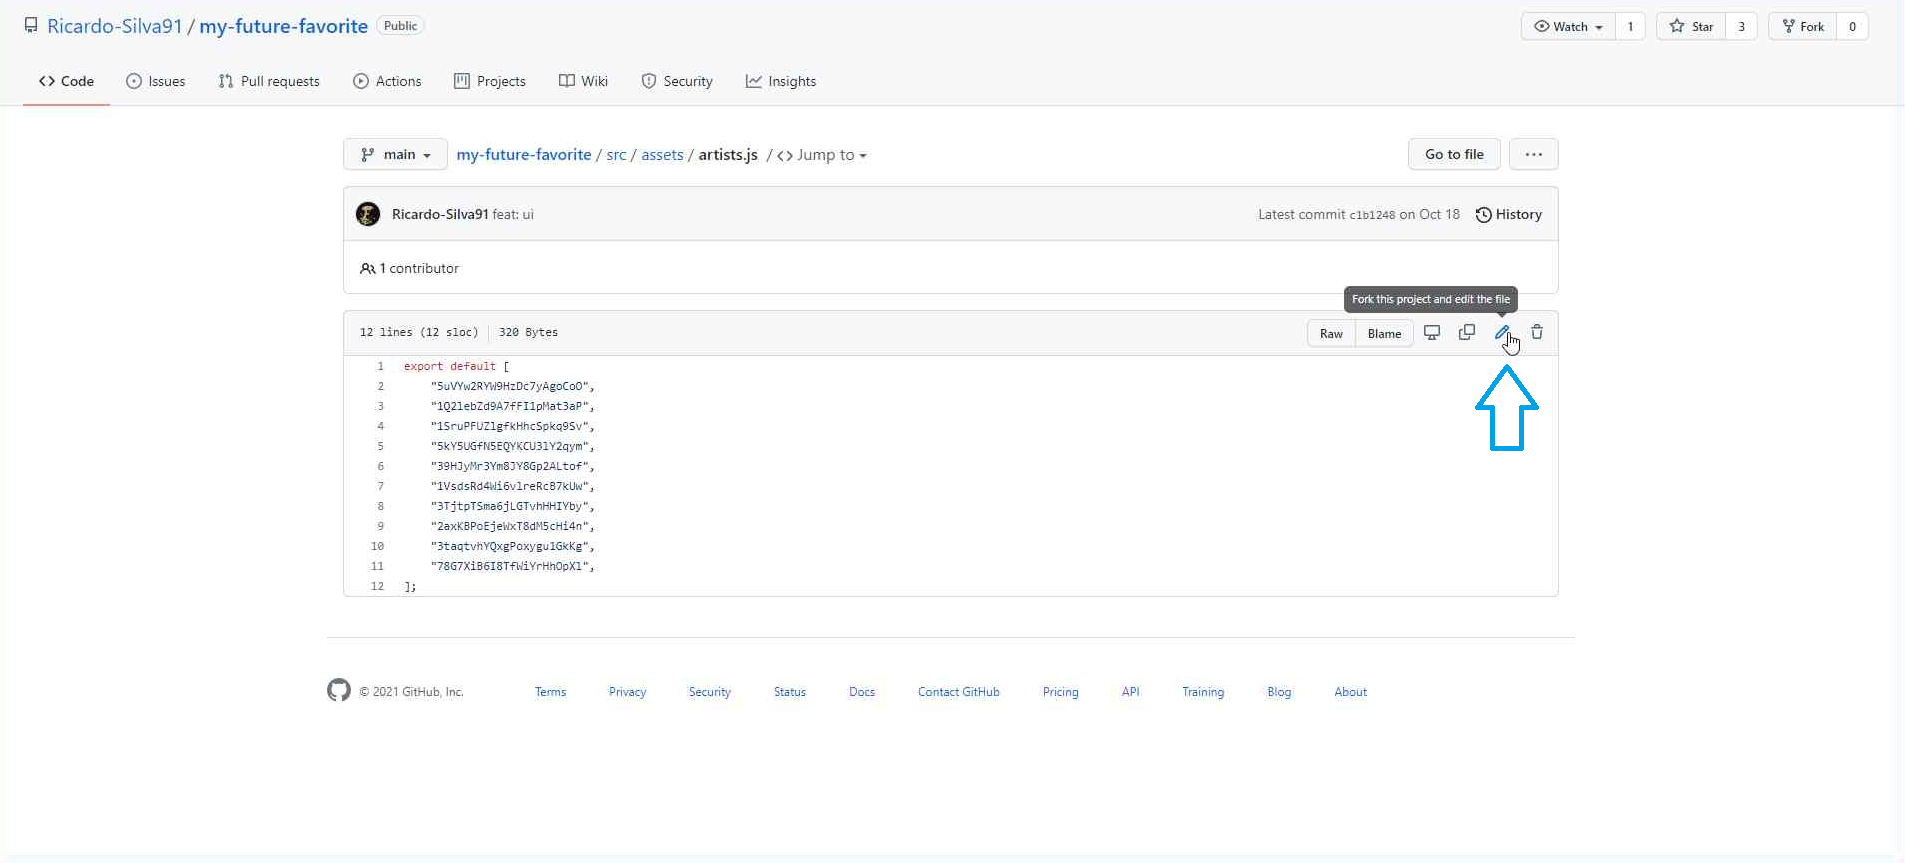 Ricardo-Silva91 / my-future-favorite Public
Watch 1 Star 3 Fork 0
Code Issues Pull requests Actions Projects Wiki Security Insights
main my-future-favorite / src / assets / artists.js / <> Jump to
Go to file ...
Ricardo-Silva91 feat: ui
Latest commit c1b1248 on Oct 18 History
1 contributor
Fork this project and edit the file
12 lines (12 sloc) 320 Bytes
Raw Blame
1 export default [
2 "5uVYw2RYW9HzDc7yAgoCoO",
3 "1Q2lebZd9A7fFI1pMat3aP",
4 "1SruPFUZlgfkHhcSpkq9Sv",
5 "5kY5UGfN5EQYKCU3lY2qym",
6 "39HJyMr3Ym8JY8Gp2ALtof",
7 "1VsdsRd4Wi6vlreRcB7kUw",
8 "3TjtpTSma6jLGTvhHHIYby",
9 "2axKBPoEjeWxT8dM5cHi4n",
10 "3taqtvhYQxgPoxygulGkKg",
11 "78G7XiB6I8TfWiYrHhOpXl",
12 ];
© 2021 GitHub, Inc. Terms Privacy Security Status Docs Contact GitHub Pricing API Training Blog About